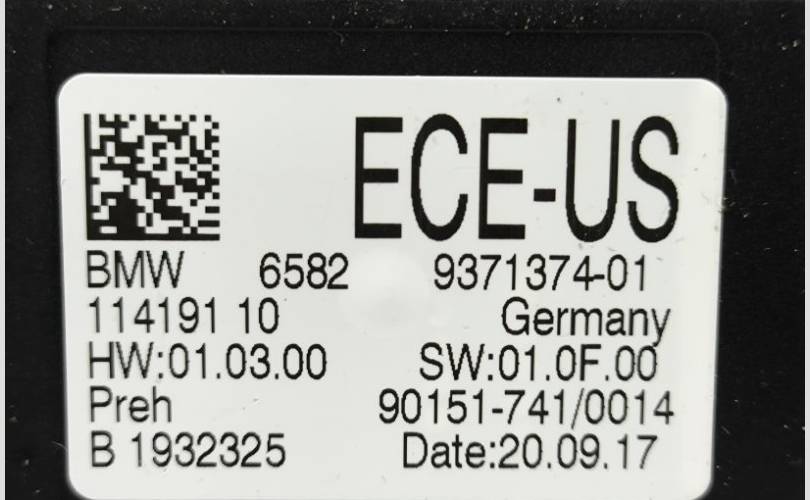 ECE-US
BMW 6582 9371374-01
114191 10 Germany
HW:01.03.00 SW:01.0F.00
Preh 90151-741/0014
B 1932325 Date:20.09.17